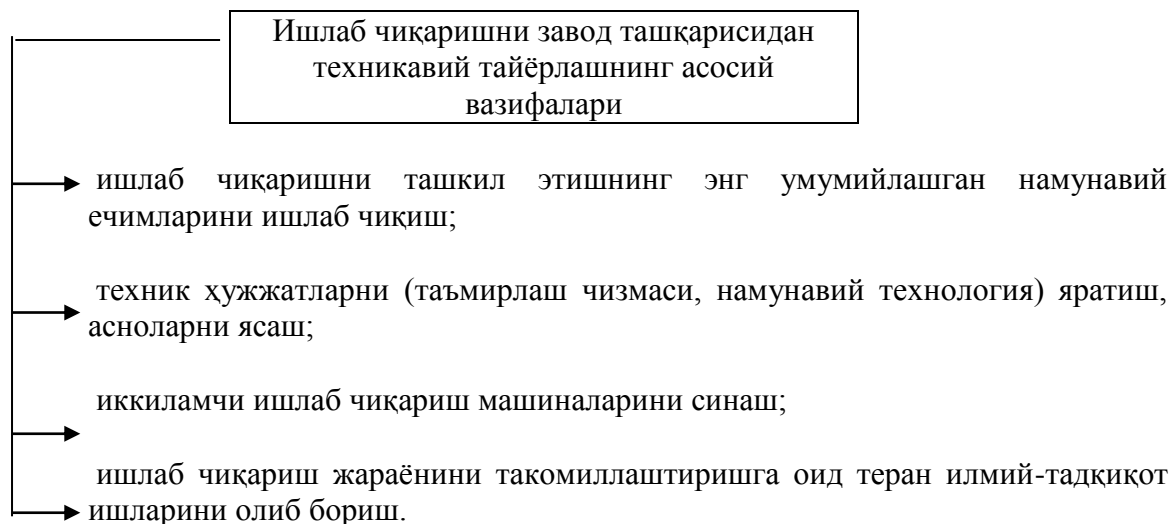 Ишлаб чиқаришни завод ташқарисидан
техникавий тайёрлашнинг асосий
вазифалари
ишлаб чиқаришни ташкил этишнинг энг умумийлашган намунавий
ечимларини ишлаб чиқиш;
техник ҳужжатларни (таъмирлаш чизмаси, намунавий технология) яратиш,
асноларни ясаш;
иккиламчи ишлаб чиқариш машиналарини синаш;
ишлаб чиқариш жараёнини такомиллаштиришга оид теран илмий-тадқиқот
ишларини олиб бориш.